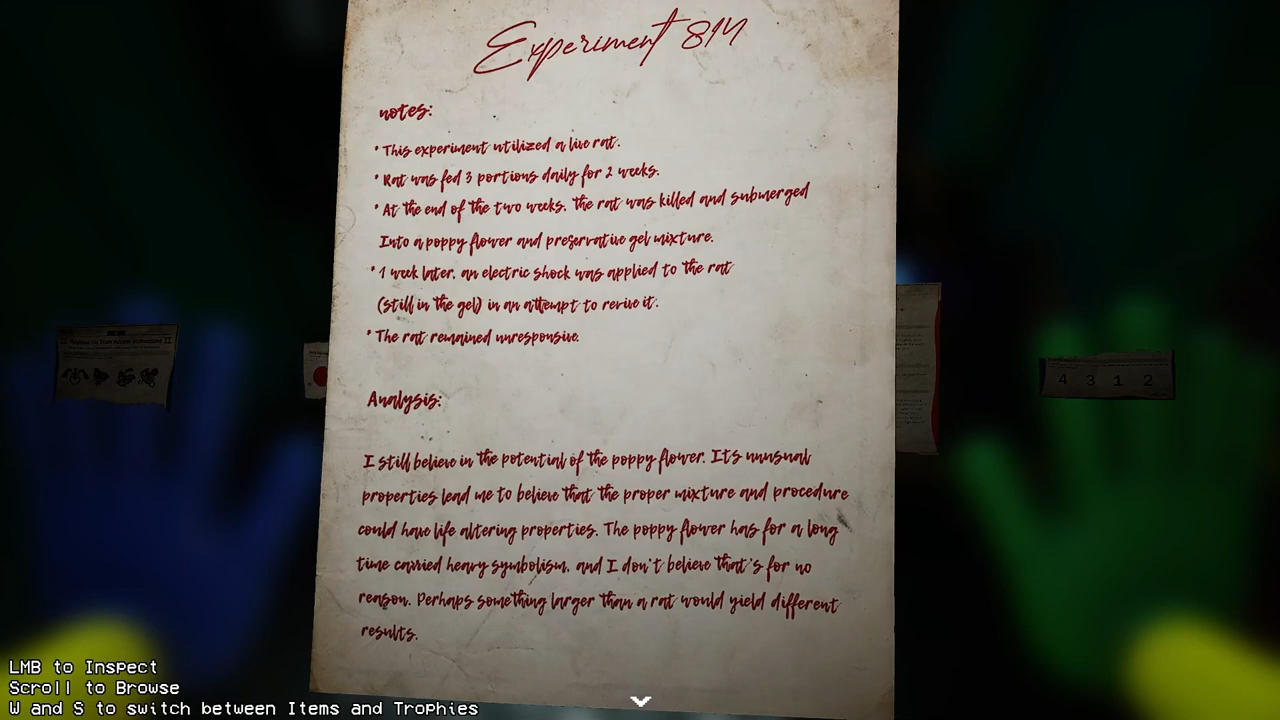 Experiment 814
notes:
* This experiment utilized a live rat.
* Rat was fed 3 portions daily for 2 weeks.
* At the end of the two weeks, the rat was killed and submerged
Into a poppy flower and preservative gel mixture.
* 1 week later, an electric shock was applied to the rat
(still in the gel) in an attempt to revive it.
* The rat remained unresponsive.
Analysis:
I still believe in the potential of the poppy flower. Its unusual
properties lead me to believe that the proper mixture and procedure
could have life altering properties. The poppy flower has for a long
time carried heavy symbolism, and I don't believe that's for no
reason. Perhaps something larger than a rat would yield different
results.
4 3 1 2
LMB to Inspect
Scroll to Browse
W and S to switch between Items and Trophies